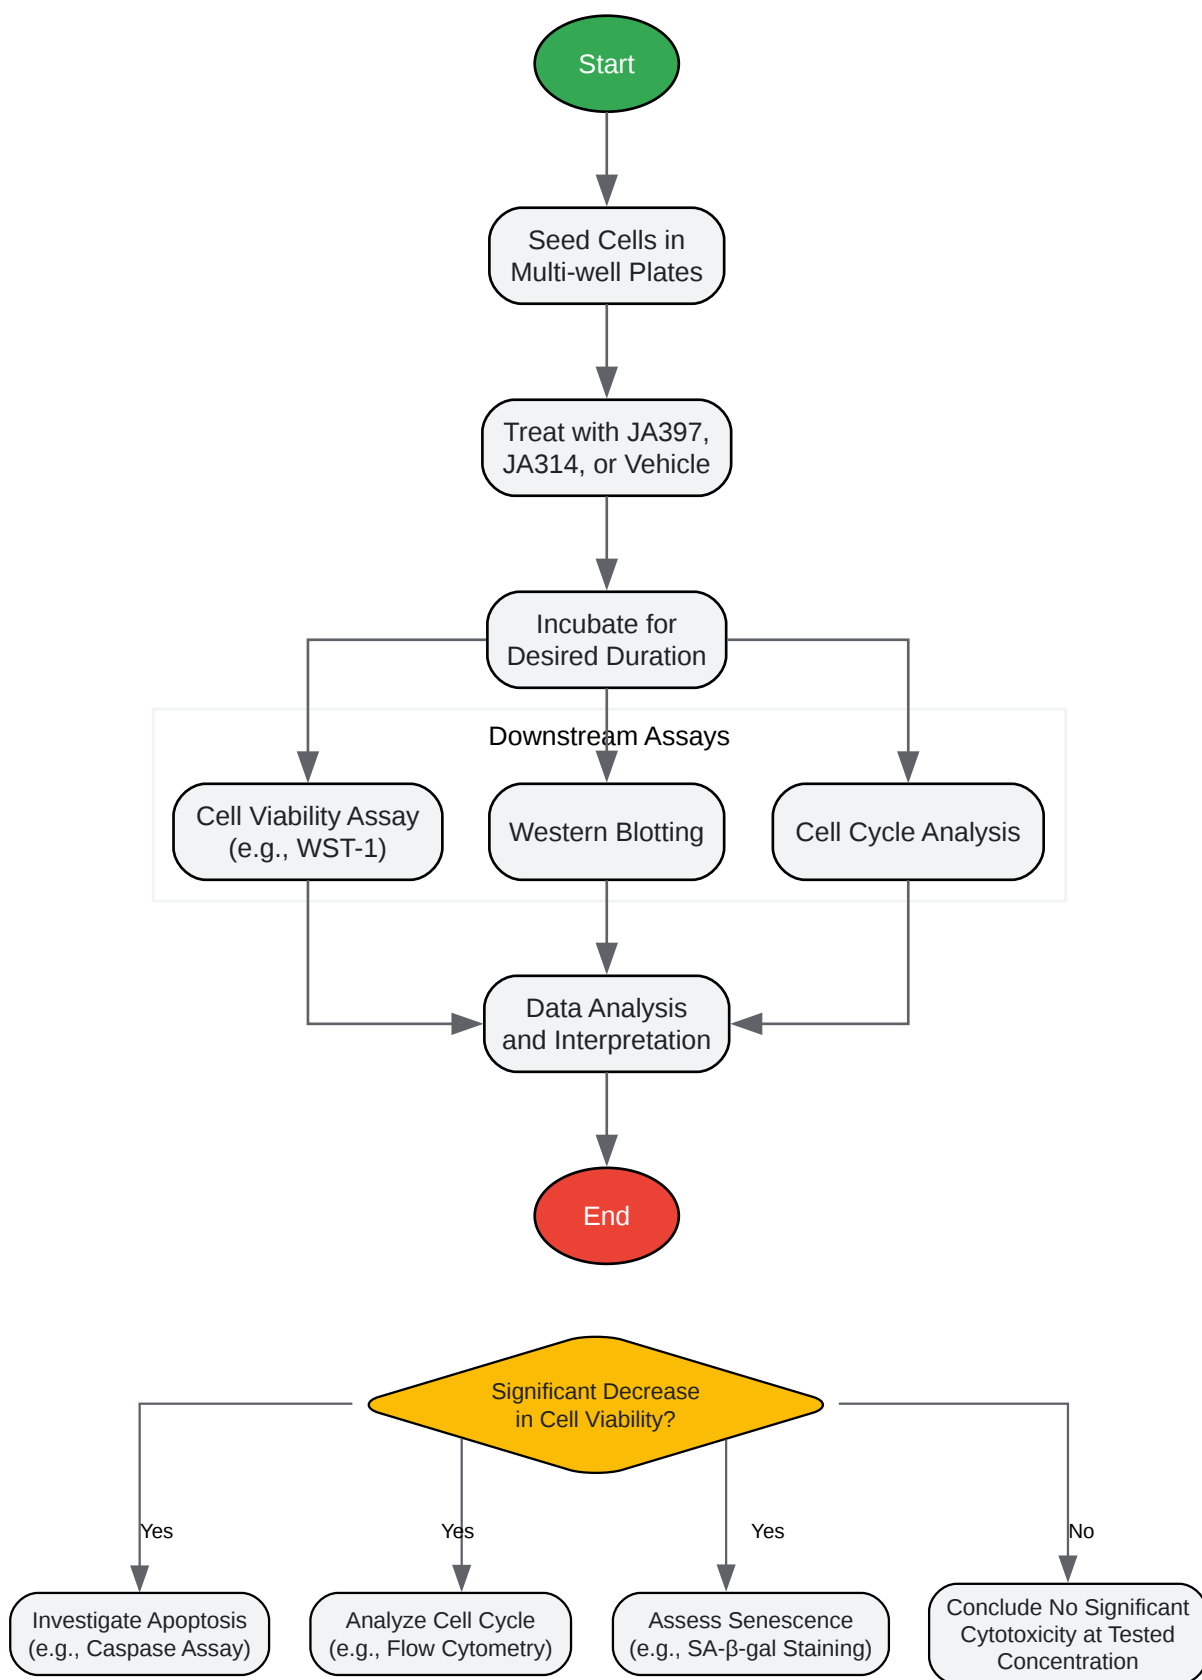 Start
Seed Cells in
Multi-well Plates
Treat with JA397,
JA314, or Vehicle
Incubate for
Desired Duration
Downstream Assays
Cell Viability Assay
(e.g., WST-1)
Western Blotting
Cell Cycle Analysis
Data Analysis
and Interpretation
End
Significant Decrease
in Cell Viability?
Yes
Yes
Yes
No
Investigate Apoptosis
(e.g., Caspase Assay)
Analyze Cell Cycle
(e.g., Flow Cytometry)
Assess Senescence
(e.g., SA-β-gal Staining)
Conclude No Significant
Cytotoxicity at Tested
Concentration